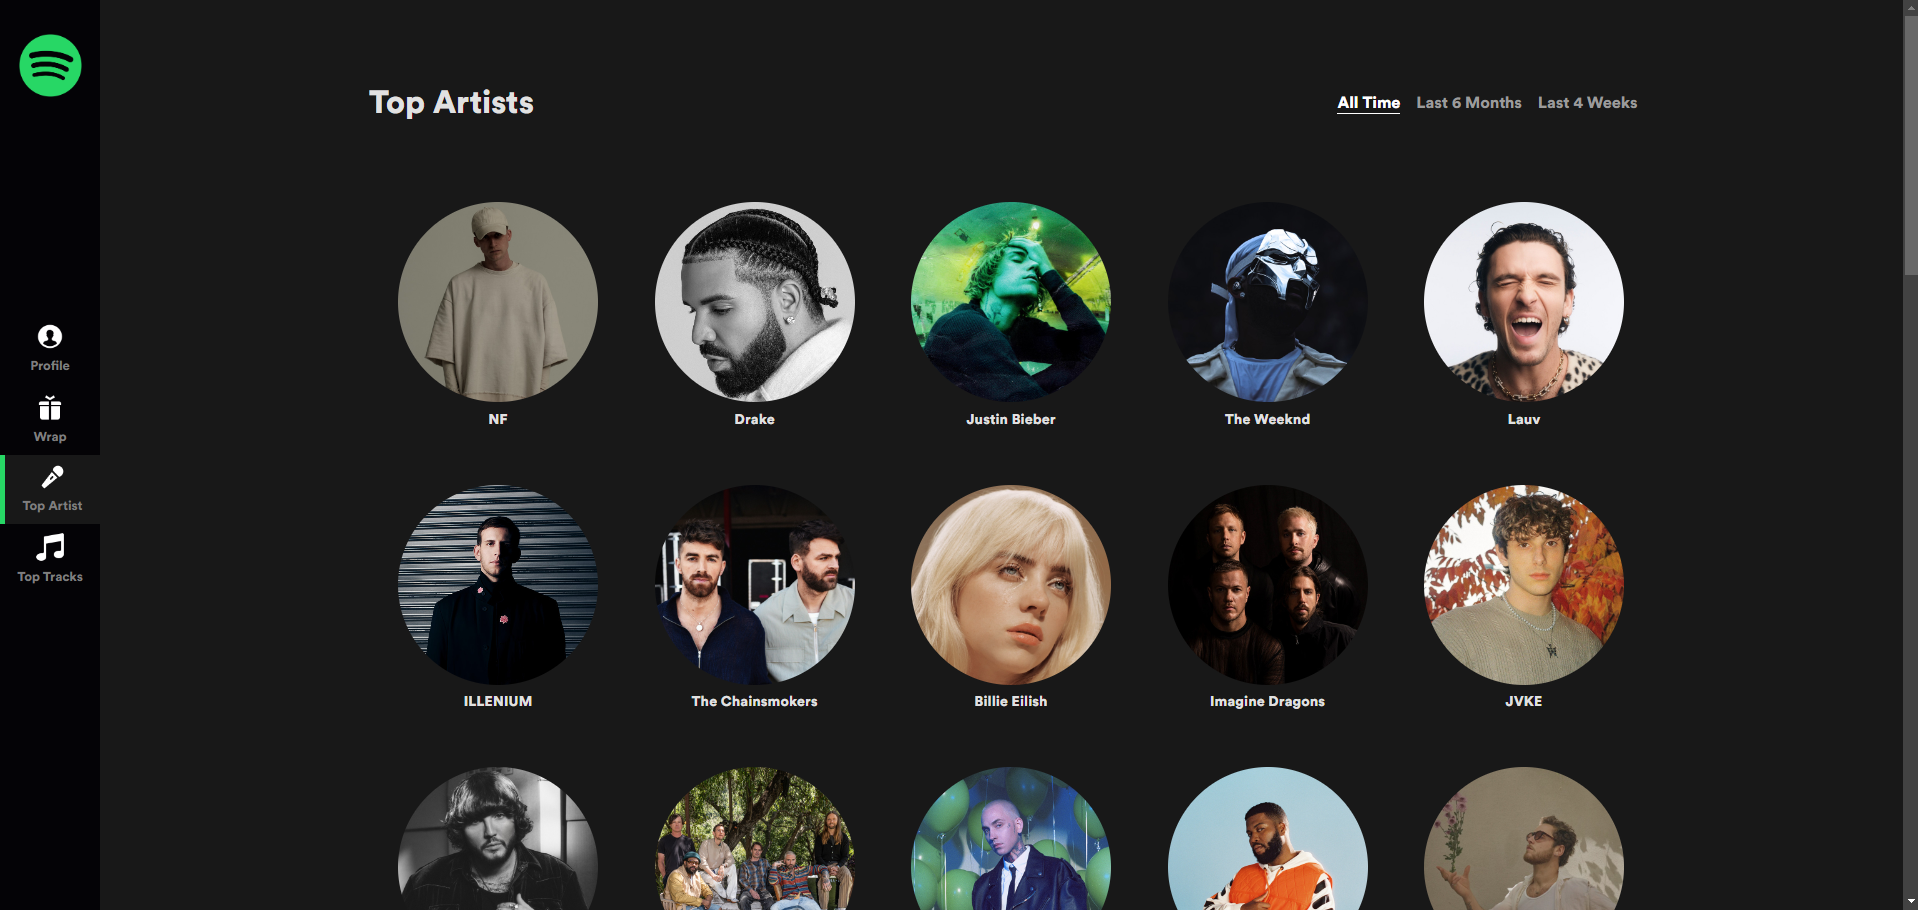 Top Artists
All Time Last 6 Months Last 4 Weeks
NF Drake Justin Bieber The Weeknd Lauv
Profile
Wrap
Top Artist
Top Tracks
ILLENIUM The Chainsmokers Billie Eilish Imagine Dragons JVKE